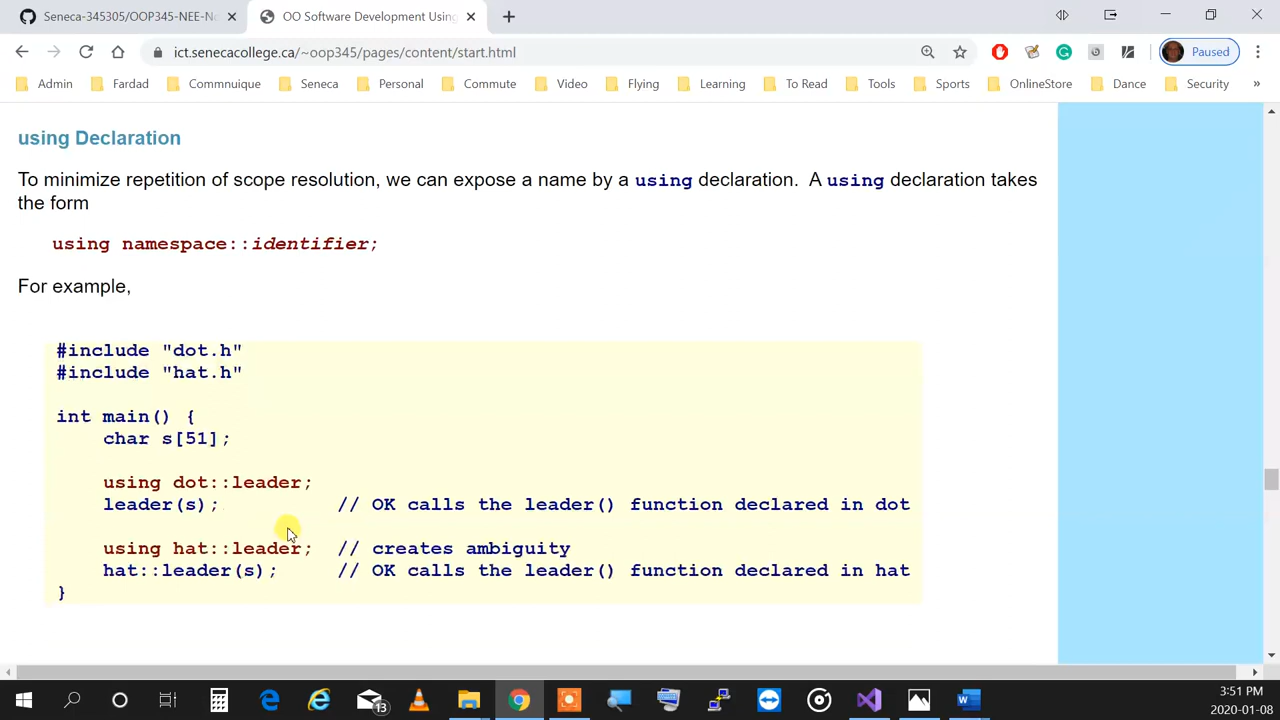 Seneca-345305/OOP345-NEE-No
OO Software Development Using
ict.senecacollege.ca/~oop345/pages/content/start.html
Paused
Admin Fardad Commnuique Seneca Personal Commute Video Flying Learning To Read Tools Sports OnlineStore Dance Security »
using Declaration
To minimize repetition of scope resolution, we can expose a name by a using declaration. A using declaration takes
the form
using namespace::identifier;
For example,
#include "dot.h"
#include "hat.h"
int main() {
char s[51];
using dot::leader;
leader(s); // OK calls the leader() function declared in dot
using hat::leader; // creates ambiguity
hat::leader(s); // OK calls the leader() function declared in hat
}
13
3:51 PM
2020-01-08